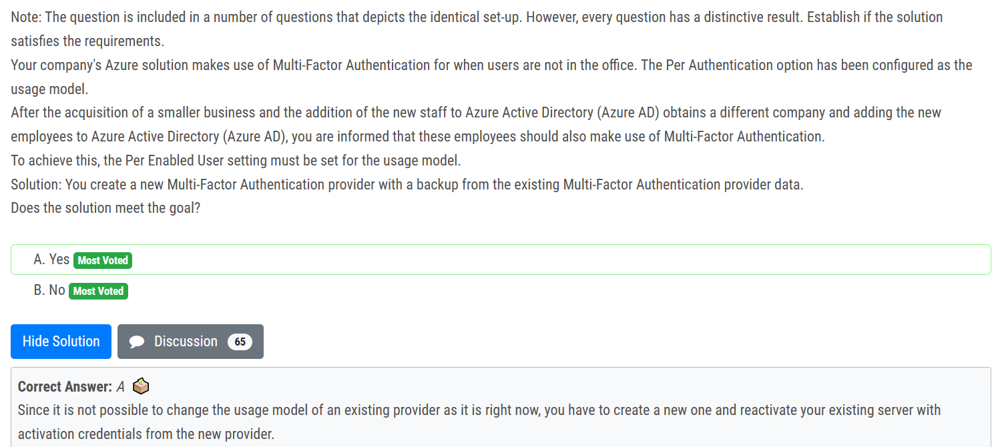 Note: The question is included in a number of questions that depicts the identical set-up. However, every question has a distinctive result. Establish if the solution
satisfies the requirements.
Your company's Azure solution makes use of Multi-Factor Authentication for when users are not in the office. The Per Authentication option has been configured as the
usage model.
After the acquisition of a smaller business and the addition of the new staff to Azure Active Directory (Azure AD) obtains a different company and adding the new
employees to Azure Active Directory (Azure AD), you are informed that these employees should also make use of Multi-Factor Authentication.
To achieve this, the Per Enabled User setting must be set for the usage model.
Solution: You create a new Multi-Factor Authentication provider with a backup from the existing Multi-Factor Authentication provider data.
Does the solution meet the goal?
A. Yes Most Voted
B. No Most Voted
Hide Solution Discussion 65
Correct Answer: A
Since it is not possible to change the usage model of an existing provider as it is right now, you have to create a new one and reactivate your existing server with
activation credentials from the new provider.